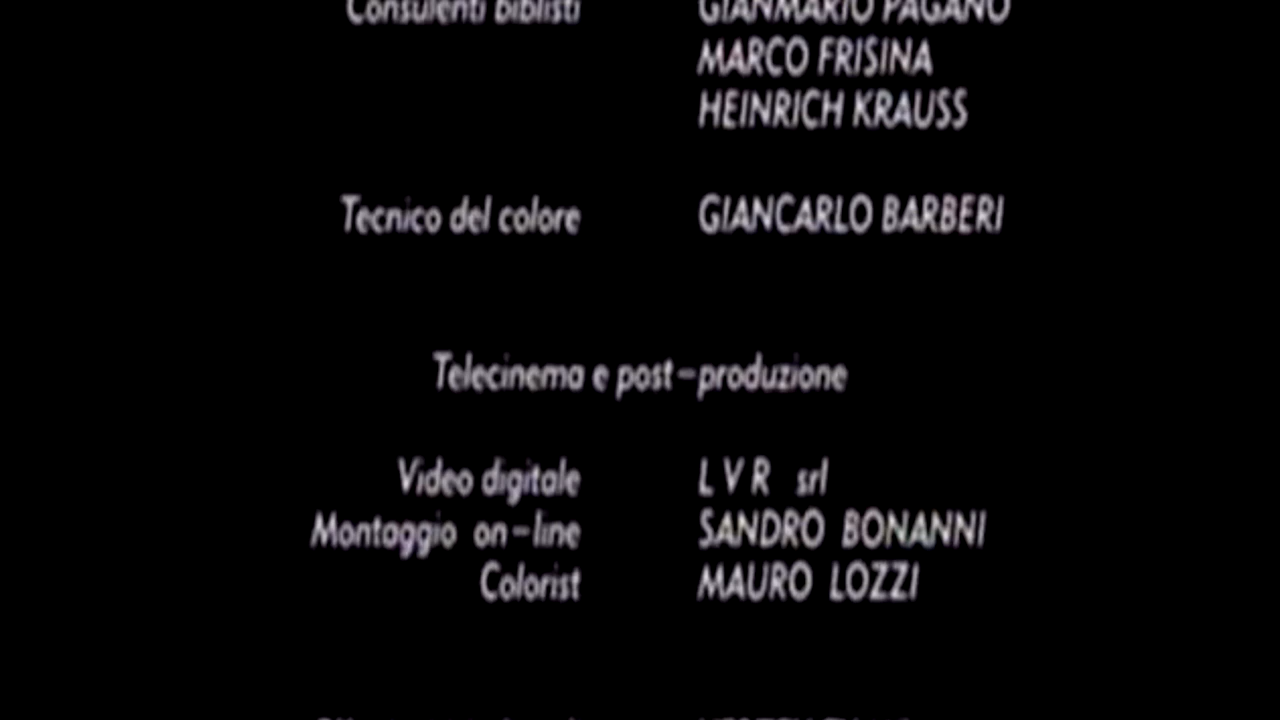 Consulenti biblisti GIANMARIO PAGANO
MARCO FRISINA
HEINRICH KRAUSS
Tecnico del colore GIANCARLO BARBERI
Telecinema e post-produzione
Video digitale L V R srl
Montaggio on-line SANDRO BONANNI
Colorist MAURO LOZZI